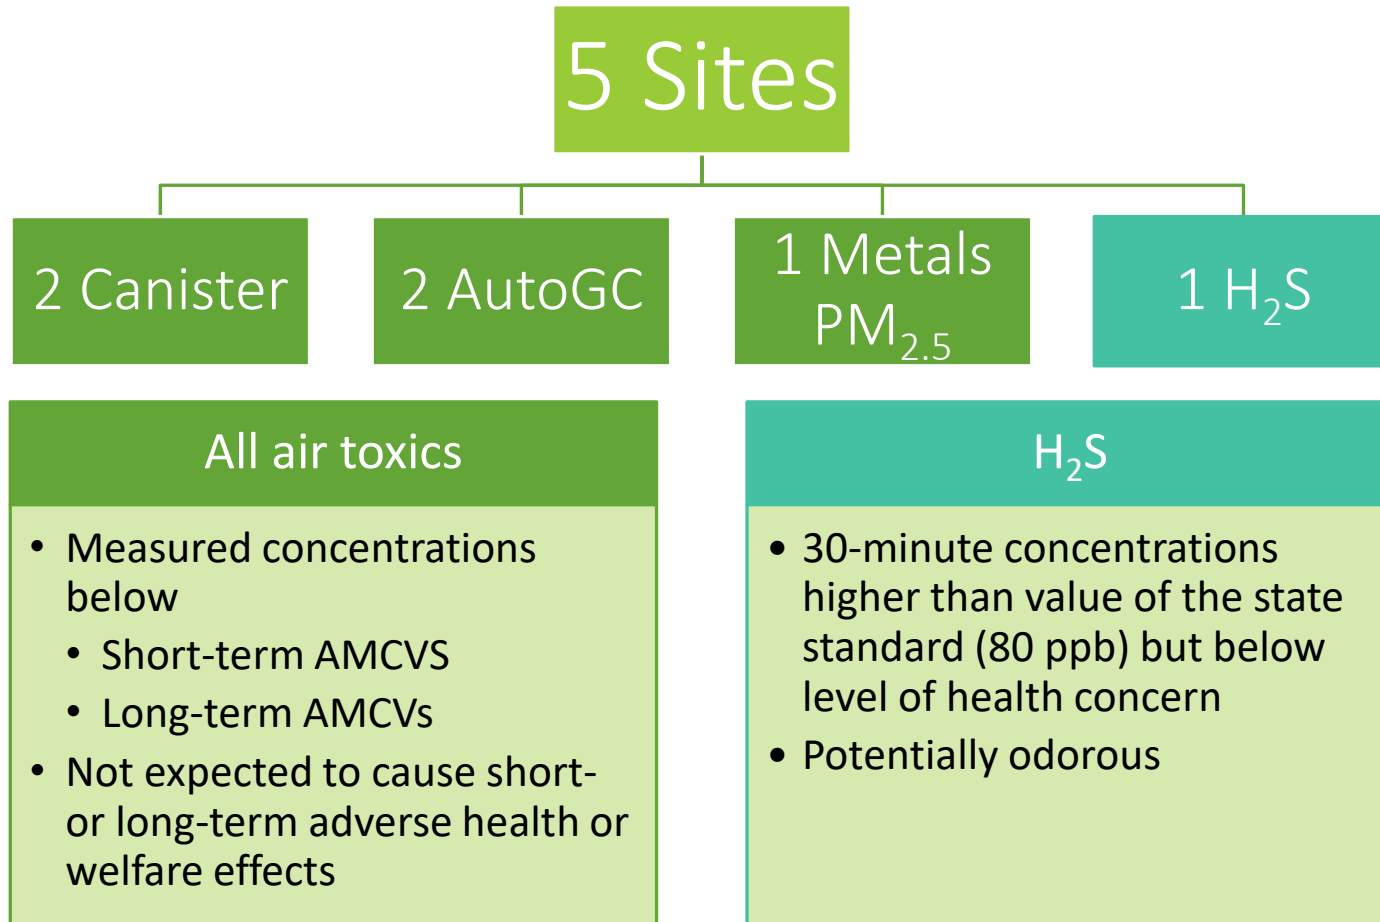 5 Sites
2 Canister
2 AutoGC
1 Metals
PM₂.₅
1 H₂S
All air toxics
• Measured concentrations
below
• Short-term AMCVS
• Long-term AMCVs
• Not expected to cause short-
or long-term adverse health or
welfare effects
H₂S
• 30-minute concentrations
higher than value of the state
standard (80 ppb) but below
level of health concern
• Potentially odorous